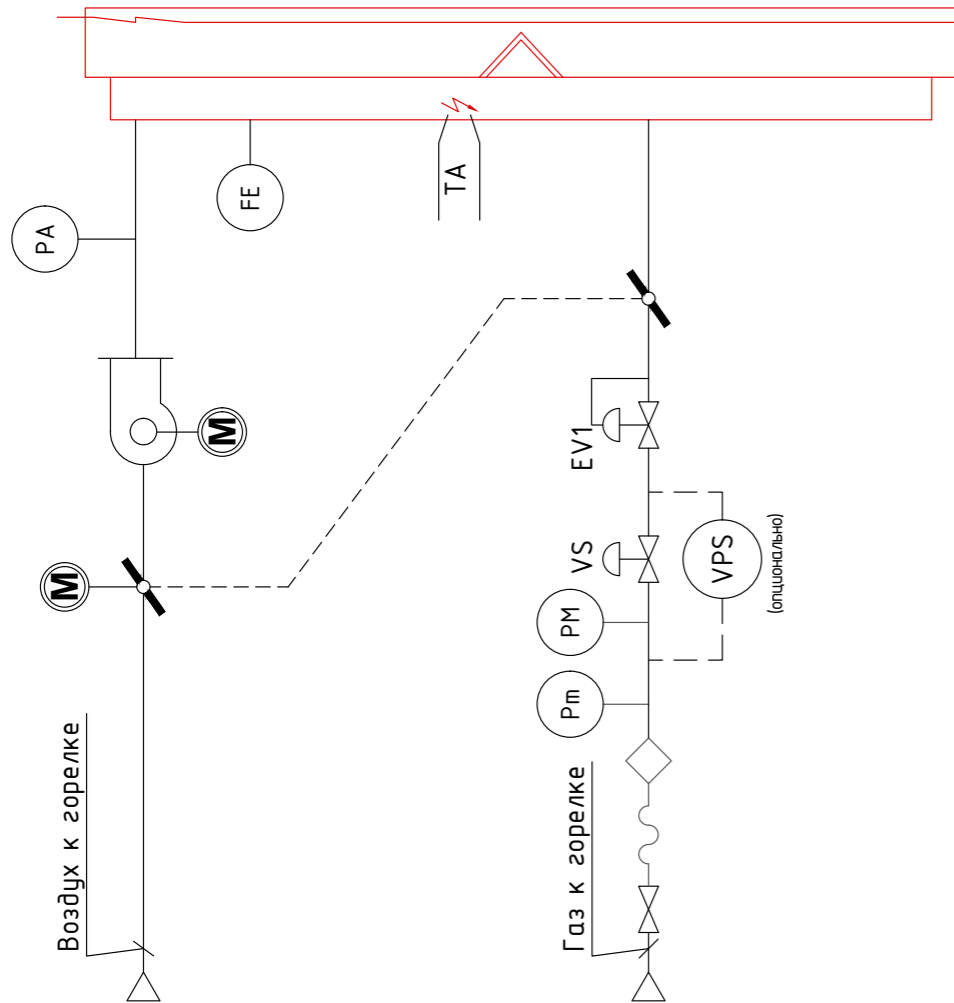 Воздух к горелке
M
M
PA
FE
TA
Газ к горелке
Pm
PM
VS
VPS
(опционально)
EV1